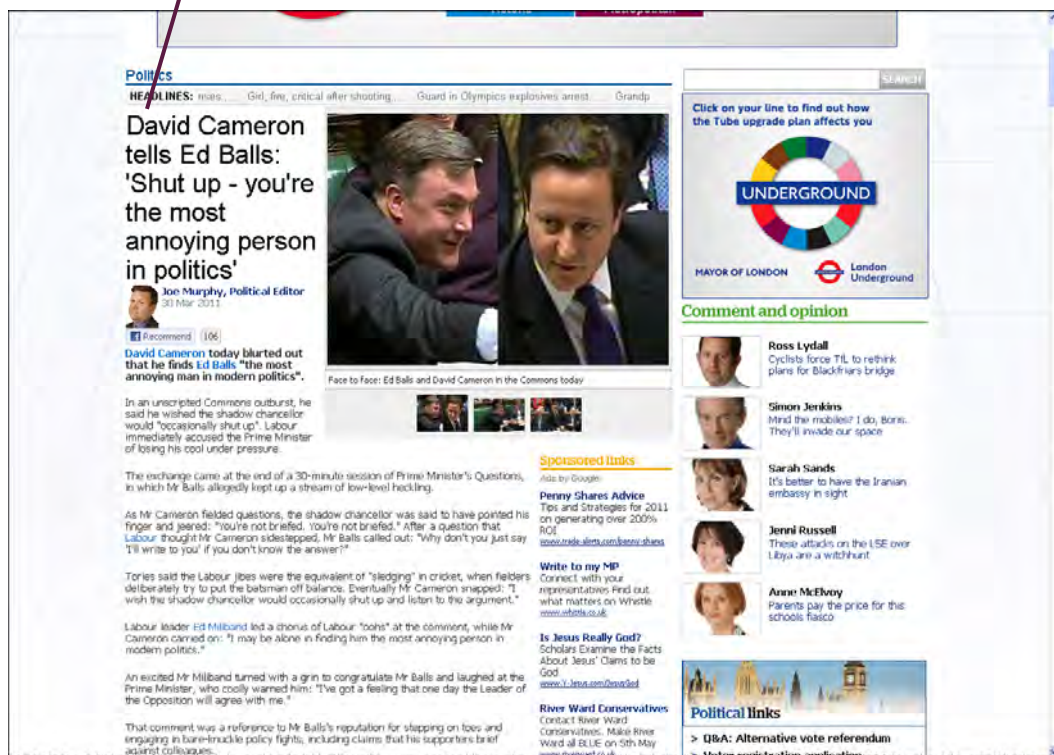 Politics
HEADLINES: rises.... Girl, five, critical after shooting.... Guard in Olympics explosives arrest.... Grandp
SEARCH
David Cameron
tells Ed Balls:
'Shut up - you're
the most
annoying person
in politics'
Joe Murphy, Political Editor
30 Mar 2011
Recommend 106
David Cameron today blurted out
that he finds Ed Balls "the most
annoying man in modern politics".
In an unscripted Commons outburst, he
said he wished the shadow chancellor
would "occasionally shut up". Labour
immediately accused the Prime Minister
of losing his cool under pressure.
Face to Face: Ed Balls and David Cameron in the Commons today
The exchange came at the end of a 30-minute session of Prime Minister's Questions,
in which Mr Balls allegedly kept up a stream of low-level heckling.
As Mr Cameron fielded questions, the shadow chancellor was said to have pointed his
finger and jeered: "You're not briefed. You're not briefed." After a question that
Labour thought Mr Cameron sidestepped, Mr Balls called out: "Why don't you just say
'I'll write to you' if you don't know the answer?"
Tories said the Labour jibes were the equivalent of "sledging" in cricket, when fielders
deliberately try to put the batsman off balance. Eventually Mr Cameron snapped: "I
wish the shadow chancellor would occasionally shut up and listen to the argument."
Labour leader Ed Miliband led a chorus of Labour "oohs" at the comment, while Mr
Cameron carried on: "I may be alone in finding him the most annoying person in
modern politics."
An excited Mr Miliband turned with a grin to congratulate Mr Balls and laughed at the
Prime Minister, who coolly warned him: "I've got a feeling that one day the Leader of
the Opposition will agree with me."
That comment was a reference to Mr Balls's reputation for stepping on toes and
engaging in bare-knuckle policy fights, including claims that his supporters brief
against colleagues.
Sponsored links
Ads by Google
Penny Shares Advice
Tips and Strategies for 2011
on generating over 200%
ROI
www.trade-alerts.com/penny-shares
Write to my MP
Connect with your
representatives Find out
what matters on Whistle
www.whistle.co.uk
Is Jesus Really God?
Scholars Examine the Facts
About Jesus' Claims to be
God
www.Y-Jesus.com/JesusGod
River Ward Conservatives
Contact River Ward
Conservatives. Make River
Ward all BLUE on 5th May
Click on your line to find out how
the Tube upgrade plan affects you
UNDERGROUND
MAYOR OF LONDON
London
Underground
Comment and opinion
Ross Lydall
Cyclists force TfL to rethink
plans for Blackfriars bridge
Simon Jenkins
Mind the mobiles? I do, Boris.
They'll invade our space
Sarah Sands
It's better to have the Iranian
embassy in sight
Jenni Russell
These attacks on the LSE over
Libya are a witchhunt
Anne McElvoy
Parents pay the price for this
schools fiasco
Political links
> Q&A: Alternative vote referendum
> Voter registration application